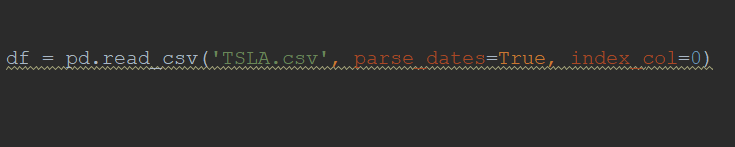 df = pd.read_csv('TSLA.csv', parse_dates=True, index_col=0)